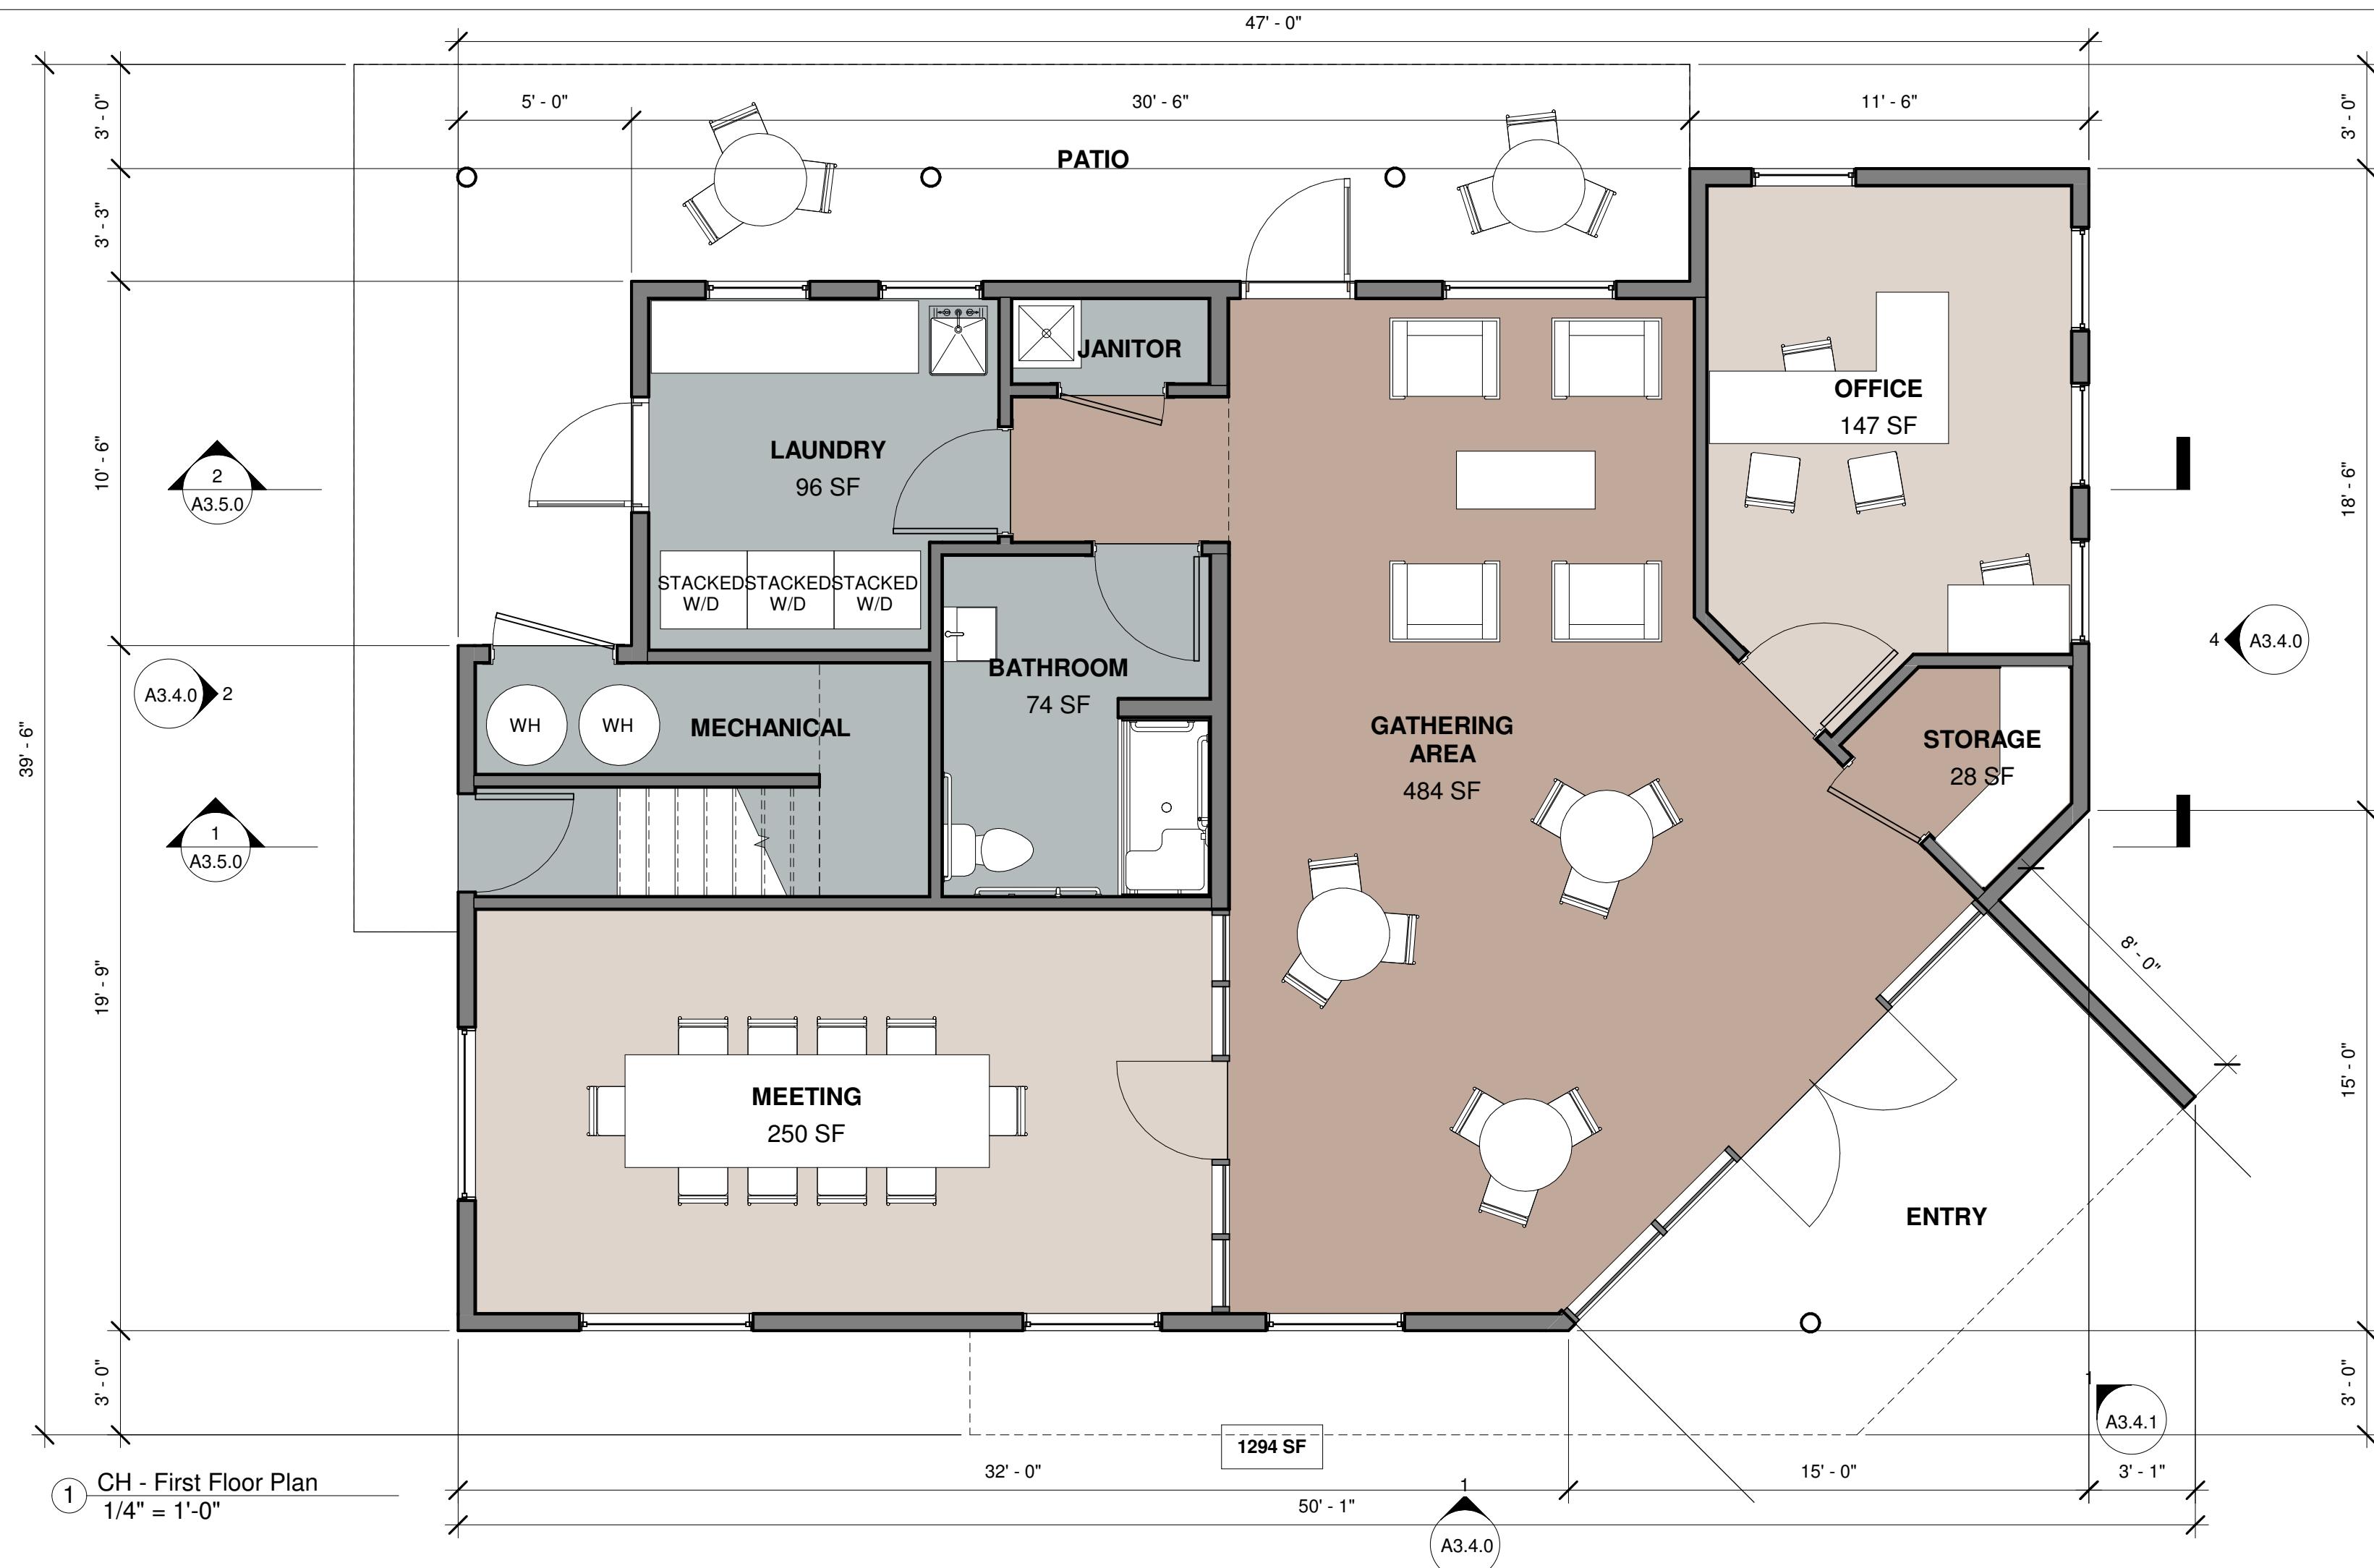 47' - 0"
5' - 0"
30' - 6"
11' - 6"
3' - 0"
3' - 0"
PATIO
3' - 3"
JANITOR
OFFICE
147 SF
LAUNDRY
96 SF
10' - 6"
18' - 6"
2
A3.5.0
STACKED
W/D
STACKED
W/D
STACKED
W/D
4
A3.4.0
A3.4.0
2
BATHROOM
74 SF
WH
WH
MECHANICAL
GATHERING
AREA
484 SF
STORAGE
28 SF
39' - 6"
1
A3.5.0
8' - 0"
19' - 9"
15' - 0"
MEETING
250 SF
ENTRY
3' - 0"
3' - 0"
1
A3.4.1
1294 SF
32' - 0"
15' - 0"
3' - 1"
1
CH - First Floor Plan
1/4" = 1'-0"
50' - 1"
1
A3.4.0